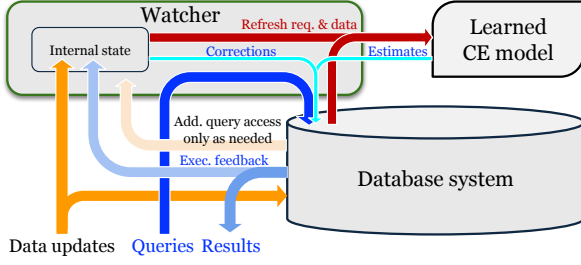 Watcher
Refresh req. & data
Learned
CE model
Internal state
Corrections
Estimates
Add. query access
only as needed
Exec. feedback
Database system
Data updates
Queries
Results